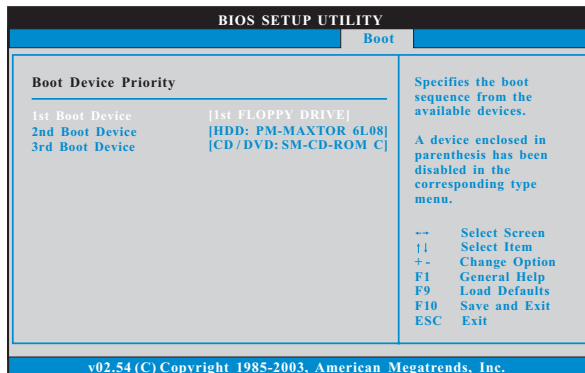 BIOS SETUP UTILITY
Boot
Boot Device Priority
1st Boot Device [1st FLOPPY DRIVE]
2nd Boot Device [HDD: PM-MAXTOR 6L08]
3rd Boot Device [CD/DVD: SM-CD-ROM C]
Specifies the boot
sequence from the
available devices.
A device enclosed in
parenthesis has been
disabled in the
corresponding type
menu.
←→ Select Screen
↑↓ Select Item
+- Change Option
F1 General Help
F9 Load Defaults
F10 Save and Exit
ESC Exit
v02.54 (C) Copyright 1985-2003, American Megatrends, Inc.